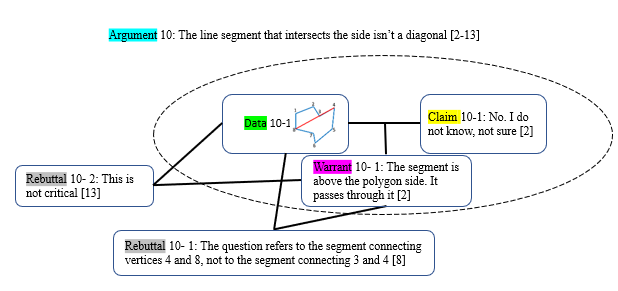 Argument 10: The line segment that intersects the side isn’t a diagonal [2-13]
Data 10-1
Claim 10-1: No. I do
not know, not sure [2]
Warrant 10- 1: The segment is
above the polygon side. It
passes through it [2]
Rebuttal 10- 2: This is
not critical [13]
Rebuttal 10- 1: The question refers to the segment connecting
vertices 4 and 8, not to the segment connecting 3 and 4 [8]